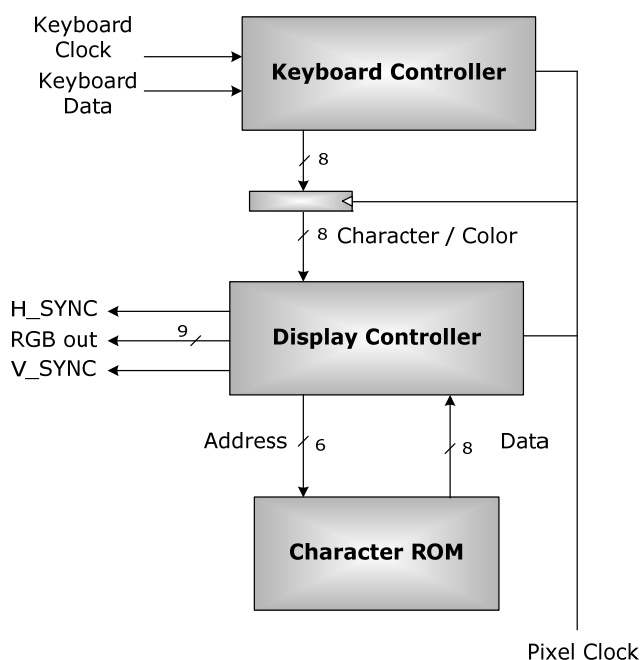 Keyboard
Clock
Keyboard
Data
Keyboard Controller
8
8
Character / Color
H_SYNC
RGB out
9
V_SYNC
Display Controller
Address
6
8
Data
Character ROM
Pixel Clock